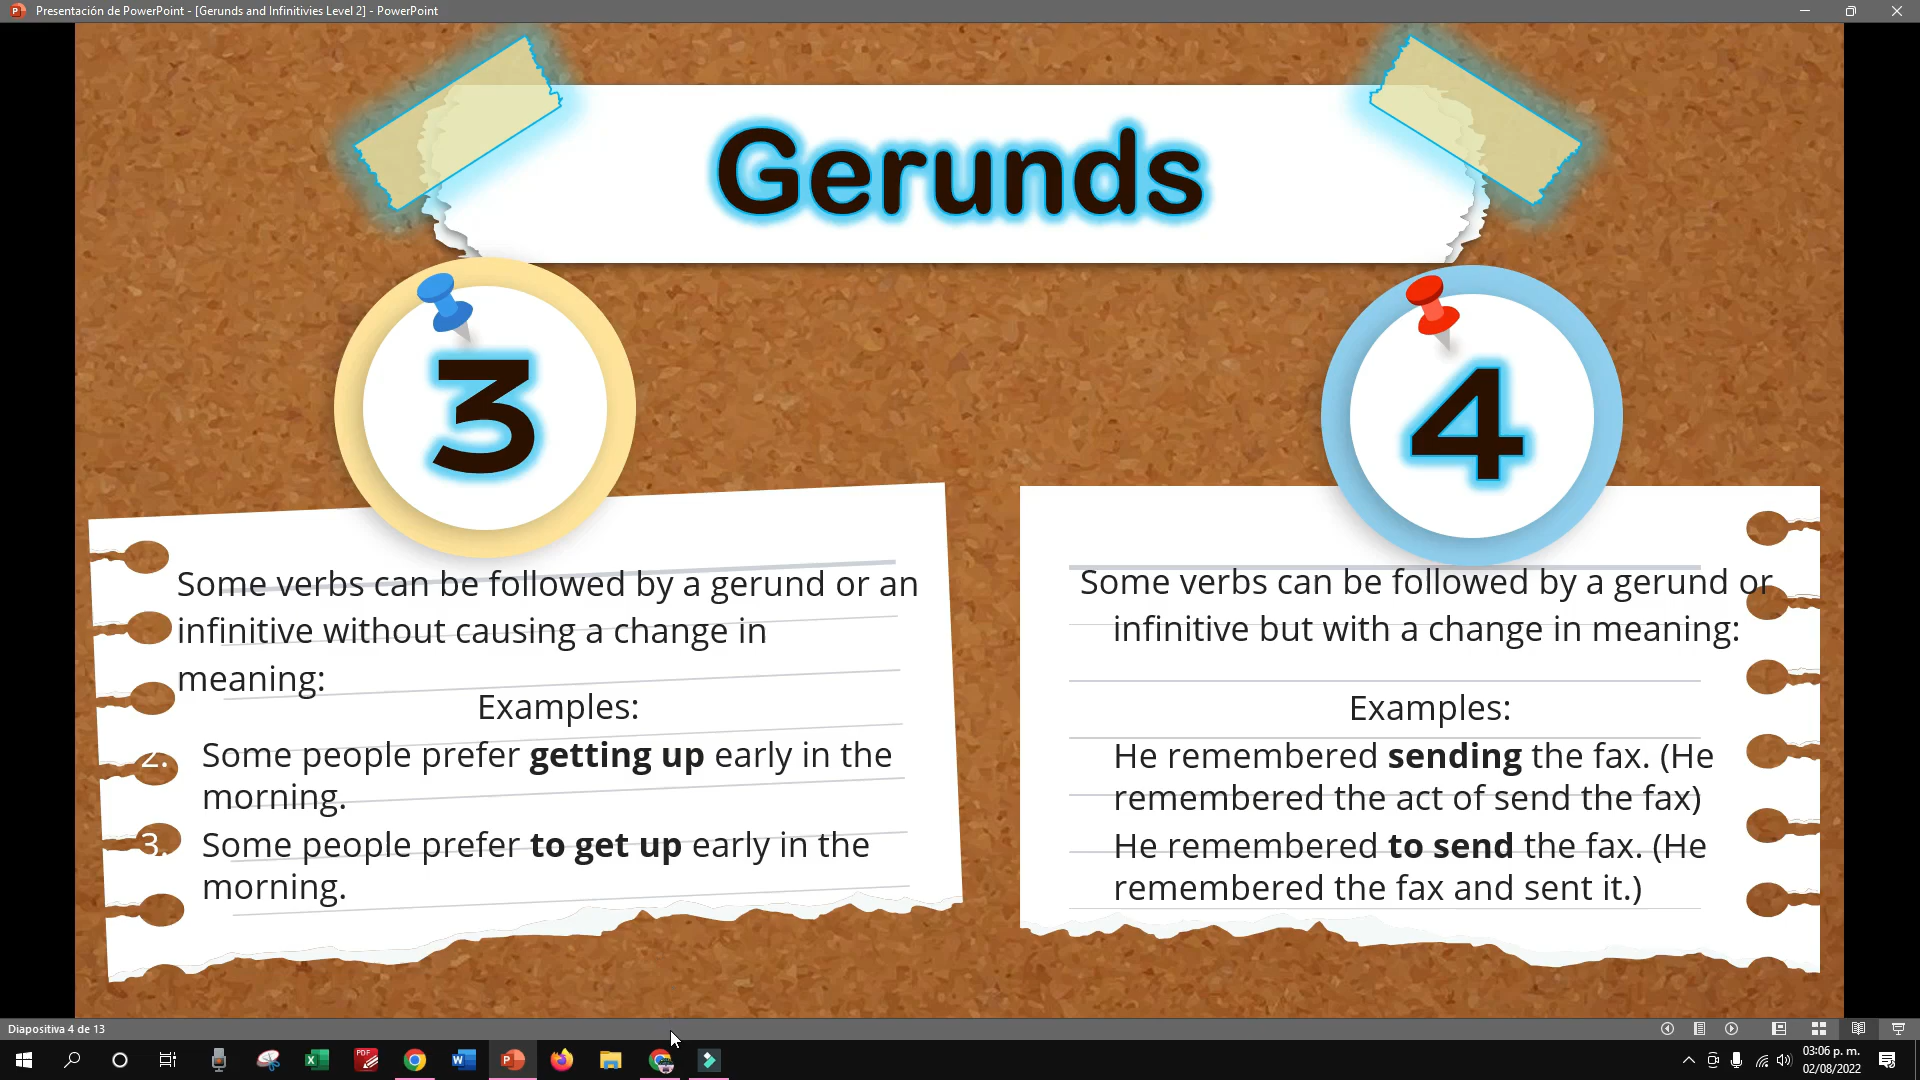 Presentación de PowerPoint - [Gerunds and Infinitivies Level 2] - PowerPoint
Gerunds
3
4
Some verbs can be followed by a gerund or an
infinitive without causing a change in
meaning:
Examples:
2. Some people prefer getting up early in the
morning.
3. Some people prefer to get up early in the
morning.
Some verbs can be followed by a gerund or
infinitive but with a change in meaning:
Examples:
He remembered sending the fax. (He
remembered the act of send the fax)
He remembered to send the fax. (He
remembered the fax and sent it.)
Diapositiva 4 de 13
03:06 p. m.
02/08/2022